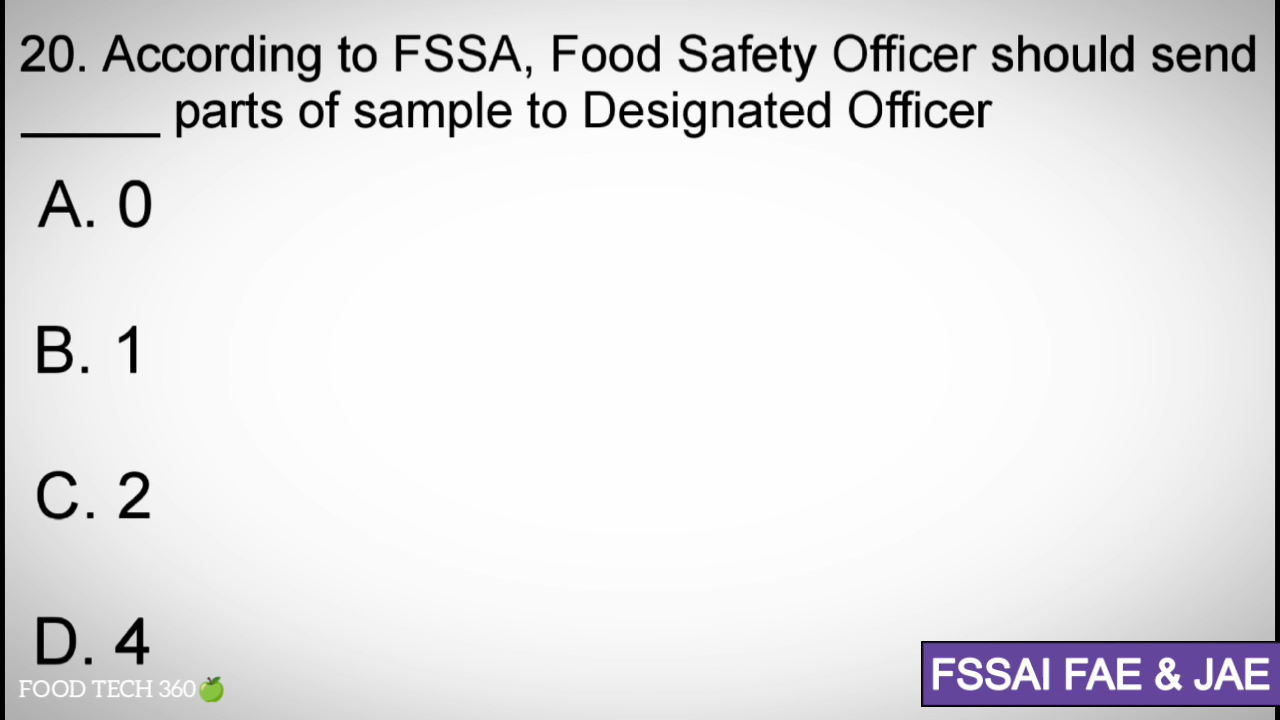 20. According to FSSA, Food Safety Officer should send
_____ parts of sample to Designated Officer
A. 0
B. 1
C. 2
D. 4
FOOD TECH 360🍏
FSSAI FAE & JAE